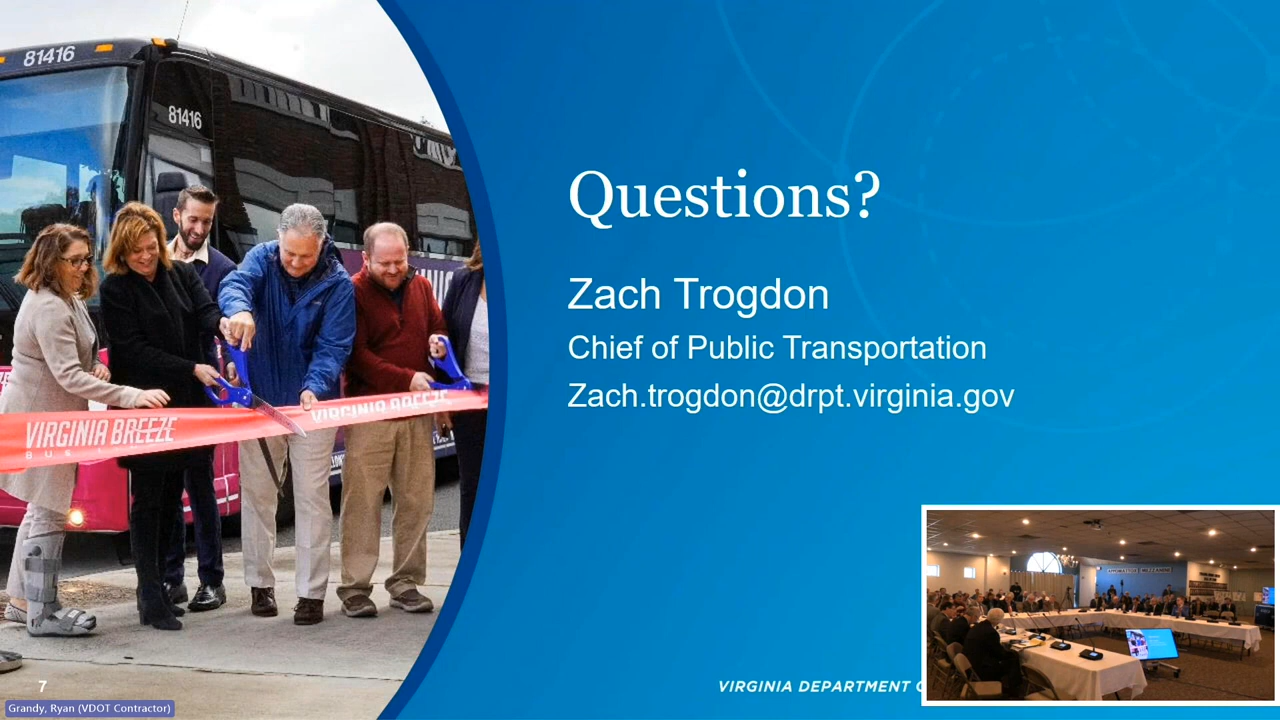 81416
81416
VIRGINIA BREEZE
BUS
VIRGINIA BREEZE
Questions?
Zach Trogdon
Chief of Public Transportation
Zach.trogdon@drpt.virginia.gov
VIRGINIA DEPARTMENT
7
Grandy, Ryan (VDOT Contractor)